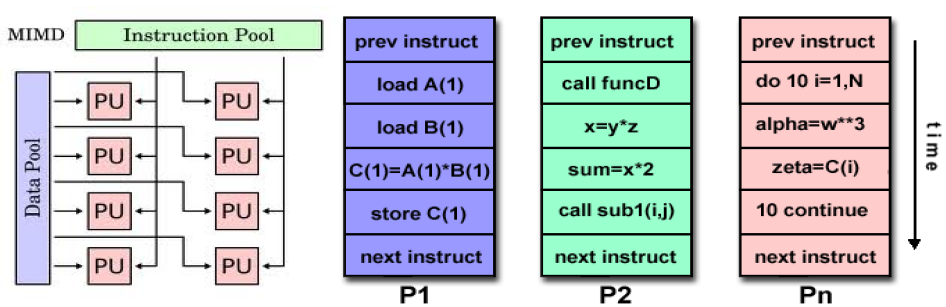 MIMD
Instruction Pool
Data Pool
PU PU
PU PU
PU PU
PU PU
prev instruct
load A(1)
load B(1)
C(1)=A(1)*B(1)
store C(1)
next instruct
P1
prev instruct
call funcD
x=y*z
sum=x*2
call sub1(i,j)
next instruct
P2
prev instruct
do 10 i=1,N
alpha=w**3
zeta=C(i)
10 continue
next instruct
Pn
time